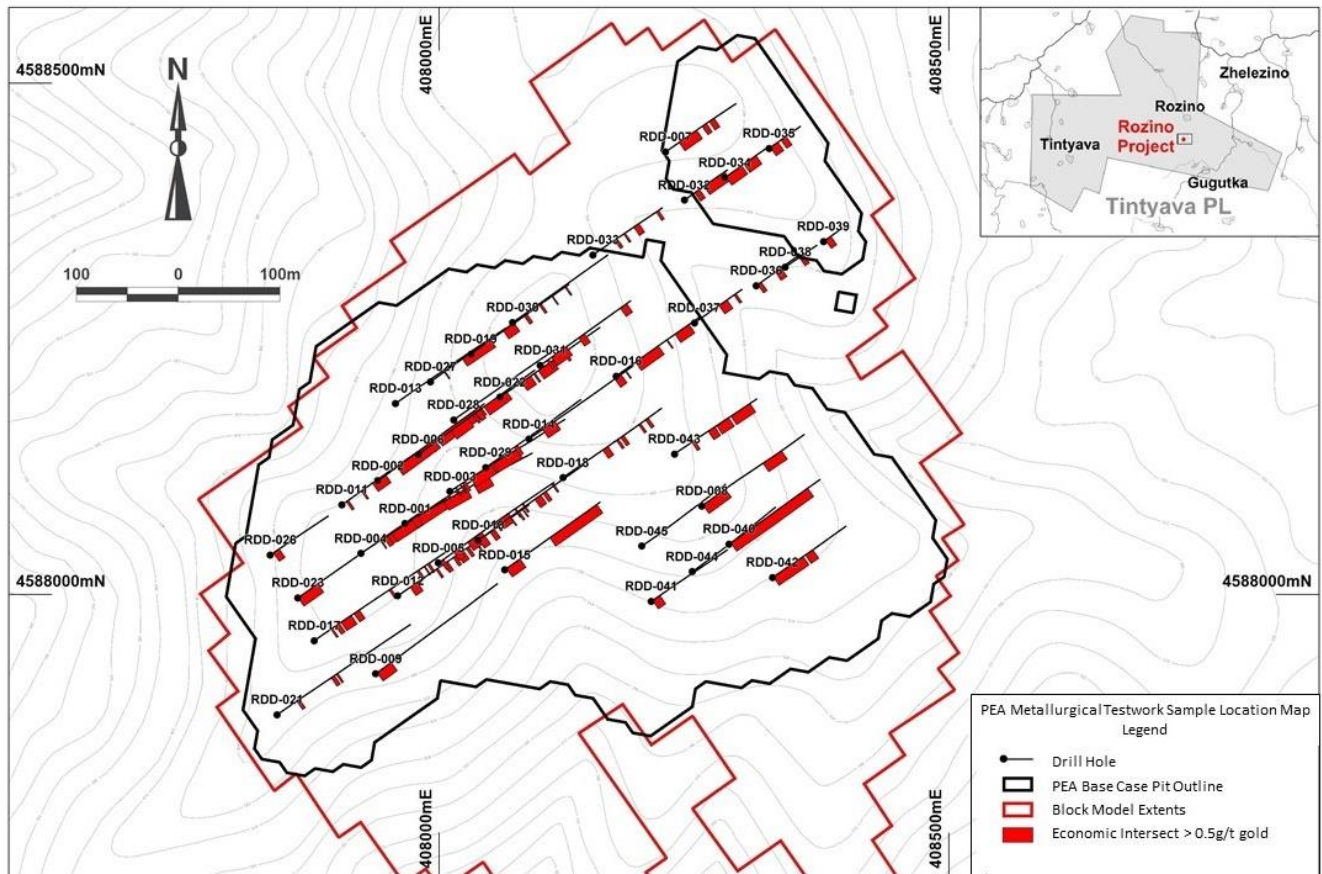 4588500mN
408000mE
408500mE
N
100
0
100m
Zhelezino
Rozino
Rozino
Project
Tintyava
Gugutka
Tintyava PL
RDD-007
RDD-035
RDD-034
RDD-032
RDD-039
RDD-033
RDD-038
RDD-036
RDD-037
RDD-030
RDD-019
RDD-031
RDD-027
RDD-016
RDD-013
RDD-022
RDD-028
RDD-014
RDD-006
RDD-043
RDD-029
RDD-002
RDD-003
RDD-018
RDD-011
RDD-001
RDD-008
RDD-010
RDD-026
RDD-004
RDD-045
RDD-040
RDD-005
RDD-015
RDD-044
RDD-042
RDD-023
RDD-012
RDD-041
4588000mN
RDD-017
RDD-009
RDD-021
408000mE
408500mE
PEA Metallurgical Testwork Sample Location Map
Legend
Drill Hole
PEA Base Case Pit Outline
Block Model Extents
Economic Intersect > 0.5g/t gold